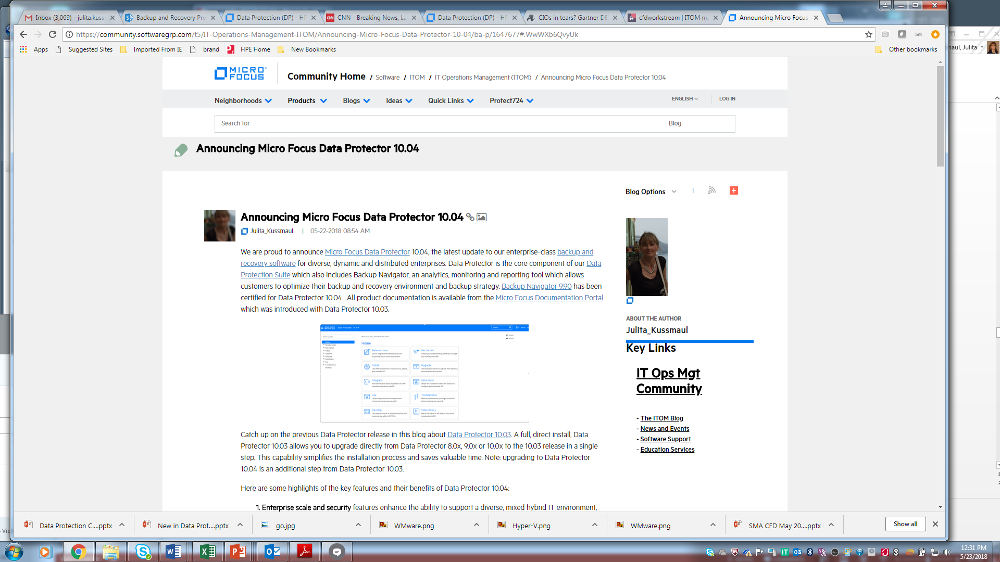 Inbox (3,069) - julita.kuss
Backup and Recovery Pro
Data Protection (DP) - HP
CNN - Breaking News, La
Data Protection (DP) - HP
CIOs in tears? Gartner DE
cfdworkstream | ITOM ma
Announcing Micro Focus
https://community.softwaregrp.com/t5/IT-Operations-Management-ITOM/Announcing-Micro-Focus-Data-Protector-10-04/ba-p/1647677#.WwWXb6QvyUk
Apps
Suggested Sites
Imported From IE
brand
HPE Home
New Bookmarks
Other bookmarks
naul, Julita
MICRO FOCUS
Community Home / Software / ITOM / IT Operations Management (ITOM) / Announcing Micro Focus Data Protector 10.04
Neighborhoods
Products
Blogs
Ideas
Quick Links
Protect724
ENGLISH
LOG IN
Search for
Blog
Announcing Micro Focus Data Protector 10.04
Blog Options
Announcing Micro Focus Data Protector 10.04
Julita_Kussmaul | 05-22-2018 08:54 AM
We are proud to announce Micro Focus Data Protector 10.04, the latest update to our enterprise-class backup and
recovery software for diverse, dynamic and distributed enterprises. Data Protector is the core component of our Data
Protection Suite which also includes Backup Navigator, an analytics, monitoring and reporting tool which allows
customers to optimize their backup and recovery environment and backup strategy. Backup Navigator 9.90 has been
certified for Data Protector 10.04. All product documentation is available from the Micro Focus Documentation Portal
which was introduced with Data Protector 10.03.
Home
Release notes
Get started
Install
Upgrade
Integrate
Administer
Use
Troubleshoot
Develop
Video library
Catch up on the previous Data Protector release in this blog about Data Protector 10.03. A full, direct install, Data
Protector 10.03 allows you to upgrade directly from Data Protector 8.0x, 9.0x or 10.0x to the 10.03 release in a single
step. This capability simplifies the installation process and saves valuable time. Note: upgrading to Data Protector
10.04 is an additional step from Data Protector 10.03.
Here are some highlights of the key features and their benefits of Data Protector 10.04:
1. Enterprise scale and security features enhance the ability to support a diverse, mixed hybrid IT environment,
ABOUT THE AUTHOR
Julita_Kussmaul
Key Links
IT Ops Mgt
Community
- The ITOM Blog
- News and Events
- Software Support
- Education Services
Data Protection C....pptx
New in Data Prot....pptx
go.jpg
WMware.png
Hyper-V.png
WMware.png
SMA CFD May 20....pptx
Show all
12:31 PM
5/23/2018